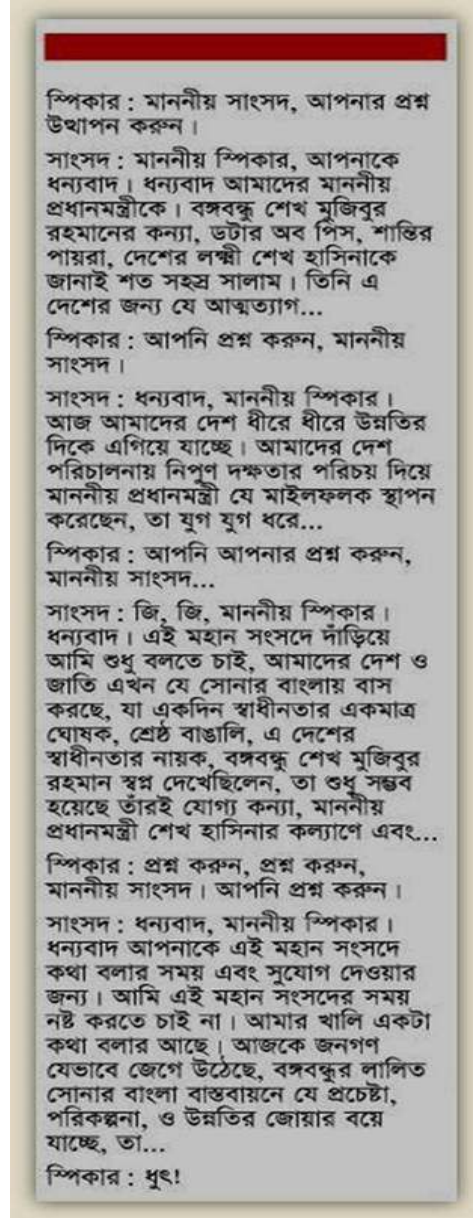 স্পিকার : মাননীয় সাংসদ, আপনার প্রশ্ন
উত্থাপন করুন।
সাংসদ : মাননীয় স্পিকার, আপনাকে
ধন্যবাদ। ধন্যবাদ আমাদের মাননীয়
প্রধানমন্ত্রীকে। বঙ্গবন্ধু শেখ মুজিবুর
রহমানের কন্যা, ডটার অব পিস, শান্তির
পায়রা, দেশের লক্ষ্মী শেখ হাসিনাকে
জানাই শত সহস্র সালাম। তিনি এ
দেশের জন্য যে আত্মত্যাগ...
স্পিকার : আপনি প্রশ্ন করুন, মাননীয়
সাংসদ।
সাংসদ : ধন্যবাদ, মাননীয় স্পিকার।
আজ আমাদের দেশ ধীরে ধীরে উন্নতির
দিকে এগিয়ে যাচ্ছে। আমাদের দেশ
পরিচালনায় নিপুণ দক্ষতার পরিচয় দিয়ে
মাননীয় প্রধানমন্ত্রী যে মাইলফলক স্থাপন
করেছেন, তা যুগ যুগ ধরে...
স্পিকার : আপনি আপনার প্রশ্ন করুন,
মাননীয় সাংসদ...
সাংসদ : জি, জি, মাননীয় স্পিকার।
ধন্যবাদ। এই মহান সংসদে দাঁড়িয়ে
আমি শুধু বলতে চাই, আমাদের দেশ ও
জাতি এখন যে সোনার বাংলায় বাস
করছে, যা একদিন স্বাধীনতার একমাত্র
ঘোষক, শ্রেষ্ঠ বাঙালি, এ দেশের
স্বাধীনতার নায়ক, বঙ্গবন্ধু শেখ মুজিবুর
রহমান স্বপ্ন দেখেছিলেন, তা শুধু সম্ভব
হয়েছে তাঁরই যোগ্য কন্যা, মাননীয়
প্রধানমন্ত্রী শেখ হাসিনার কল্যাণে এবং...
স্পিকার : প্রশ্ন করুন, প্রশ্ন করুন,
মাননীয় সাংসদ। আপনি প্রশ্ন করুন।
সাংসদ : ধন্যবাদ, মাননীয় স্পিকার।
ধন্যবাদ আপনাকে এই মহান সংসদে
কথা বলার সময় এবং সুযোগ দেওয়ার
জন্য। আমি এই মহান সংসদের সময়
নষ্ট করতে চাই না। আমার খালি একটা
কথা বলার আছে। আজকে জনগণ
যেভাবে জেগে উঠেছে, বঙ্গবন্ধুর লালিত
সোনার বাংলা বাস্তবায়নে যে প্রচেষ্টা,
পরিকল্পনা, ও উন্নতির জোয়ার বয়ে
যাচ্ছে, তা...
স্পিকার : ধুৎ!